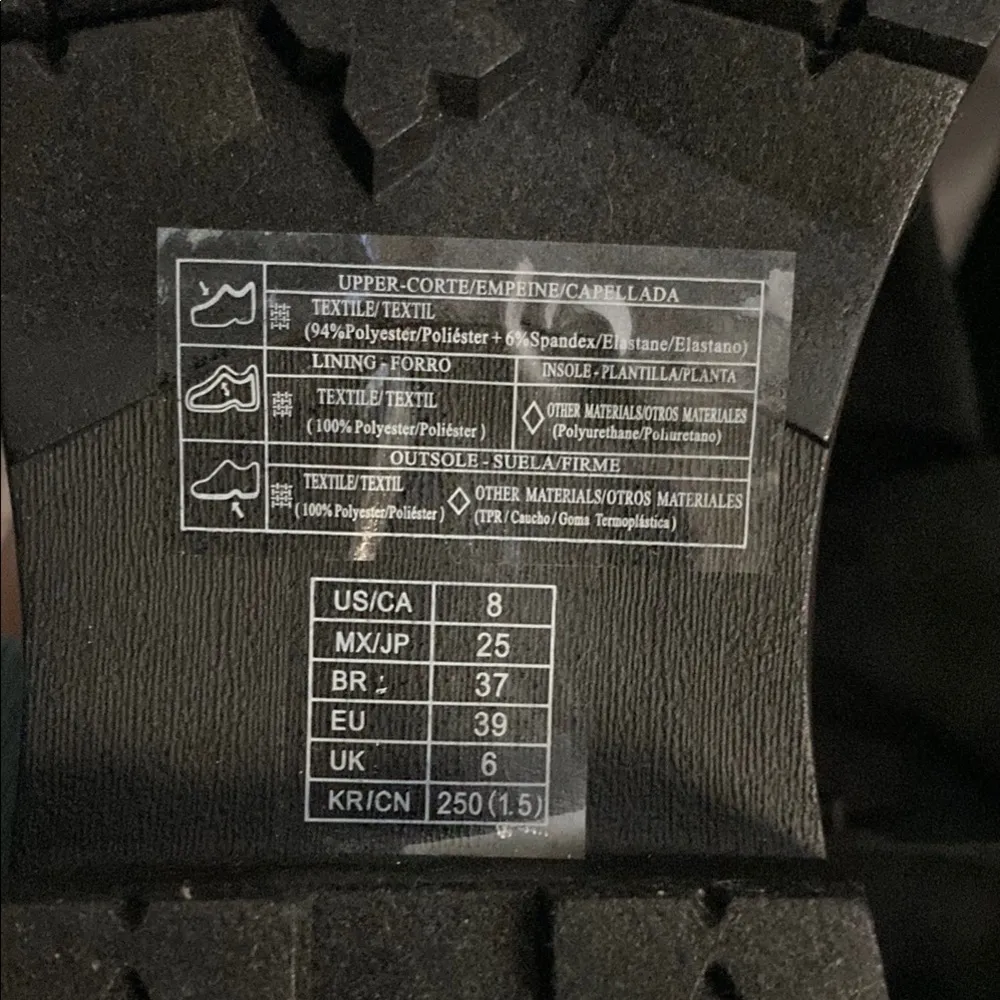 UPPER-CORTE/EMPEINE/CAPELLADA
TEXTILE/ TEXTIL
(94%Polyester/Poliéster + 6%Spandex/Elastane/Elastano)
LINING - FORRO
TEXTILE/ TEXTIL
( 100% Polyester/Poliéster )
INSOLE - PLANTILLA/PLANTA
OTHER MATERIALS/OTROS MATERIALES
(Polyurethane/Poliuretano)
OUTSOLE - SUELA/FIRME
TEXTILE/ TEXTIL
( 100% Polyester/Poliéster )
OTHER MATERIALS/OTROS MATERIALES
(TPR / Caucho / Goma Termoplástica )
US/CA 8
MX/JP 25
BR 37
EU 39
UK 6
KR/CN 250 (1.5)